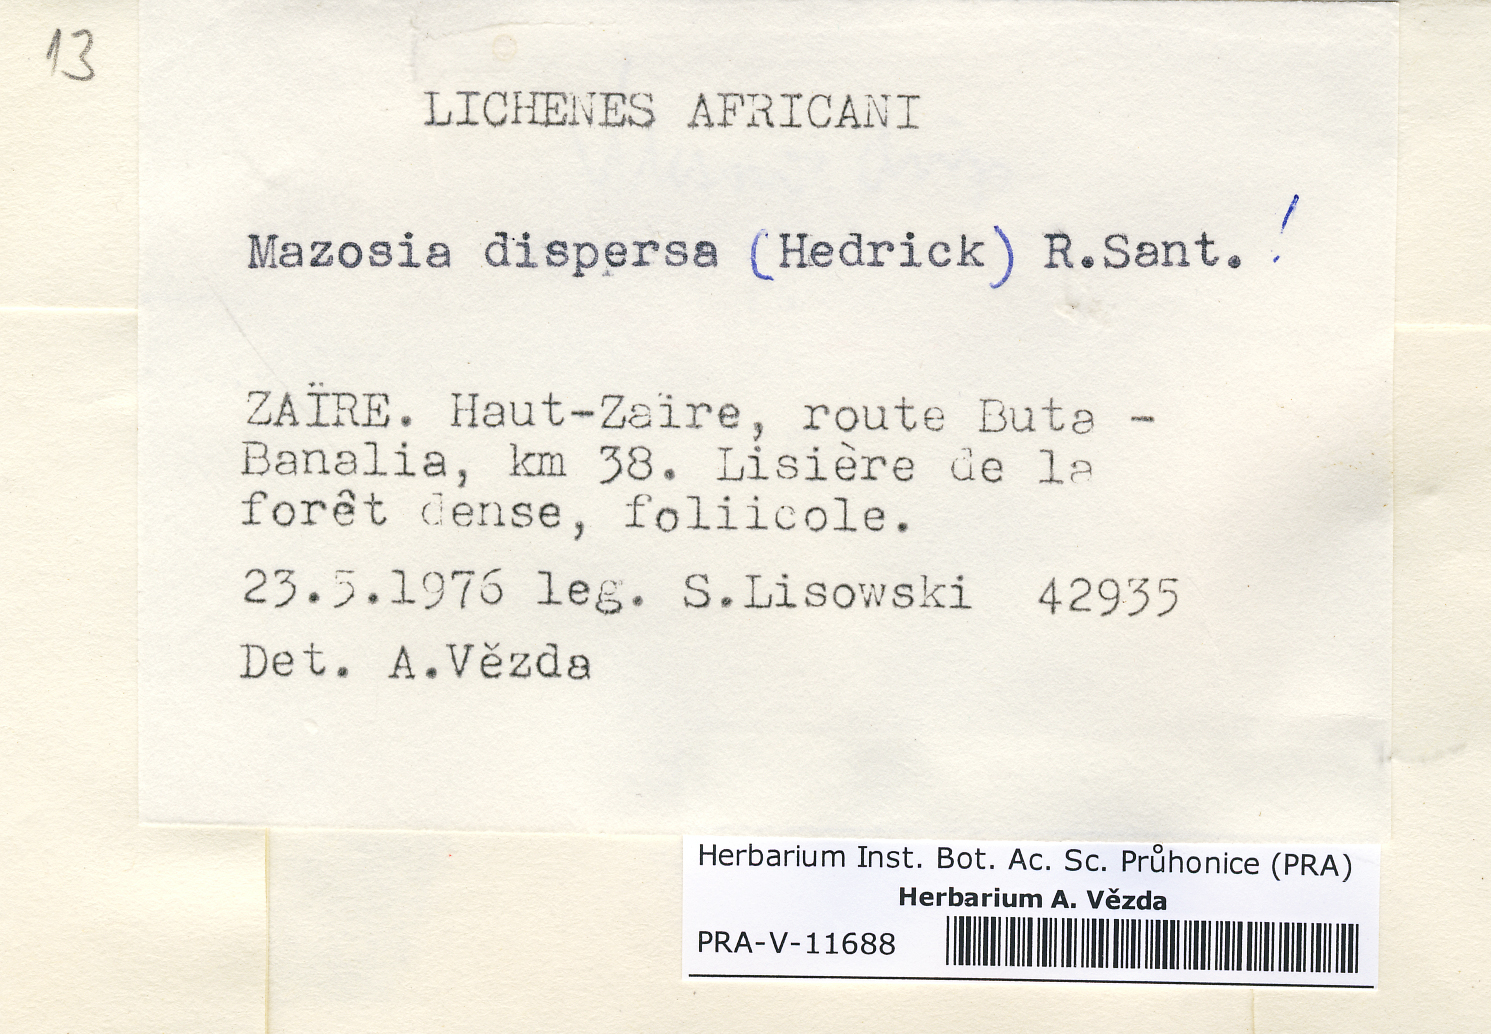 13
LICHENES AFRICANI
Mazosia dispersa (Hedrick) R.Sant. !
ZAÏRE. Haut-Zaïre, route Buta -
Banalia, km 38. Lisière de la
forêt dense, foliicole.
23.5.1976 leg. S.Lisowski 42935
Det. A.Vězda
Herbarium Inst. Bot. Ac. Sc. Průhonice (PRA)
Herbarium A. Vězda
PRA-V-11688